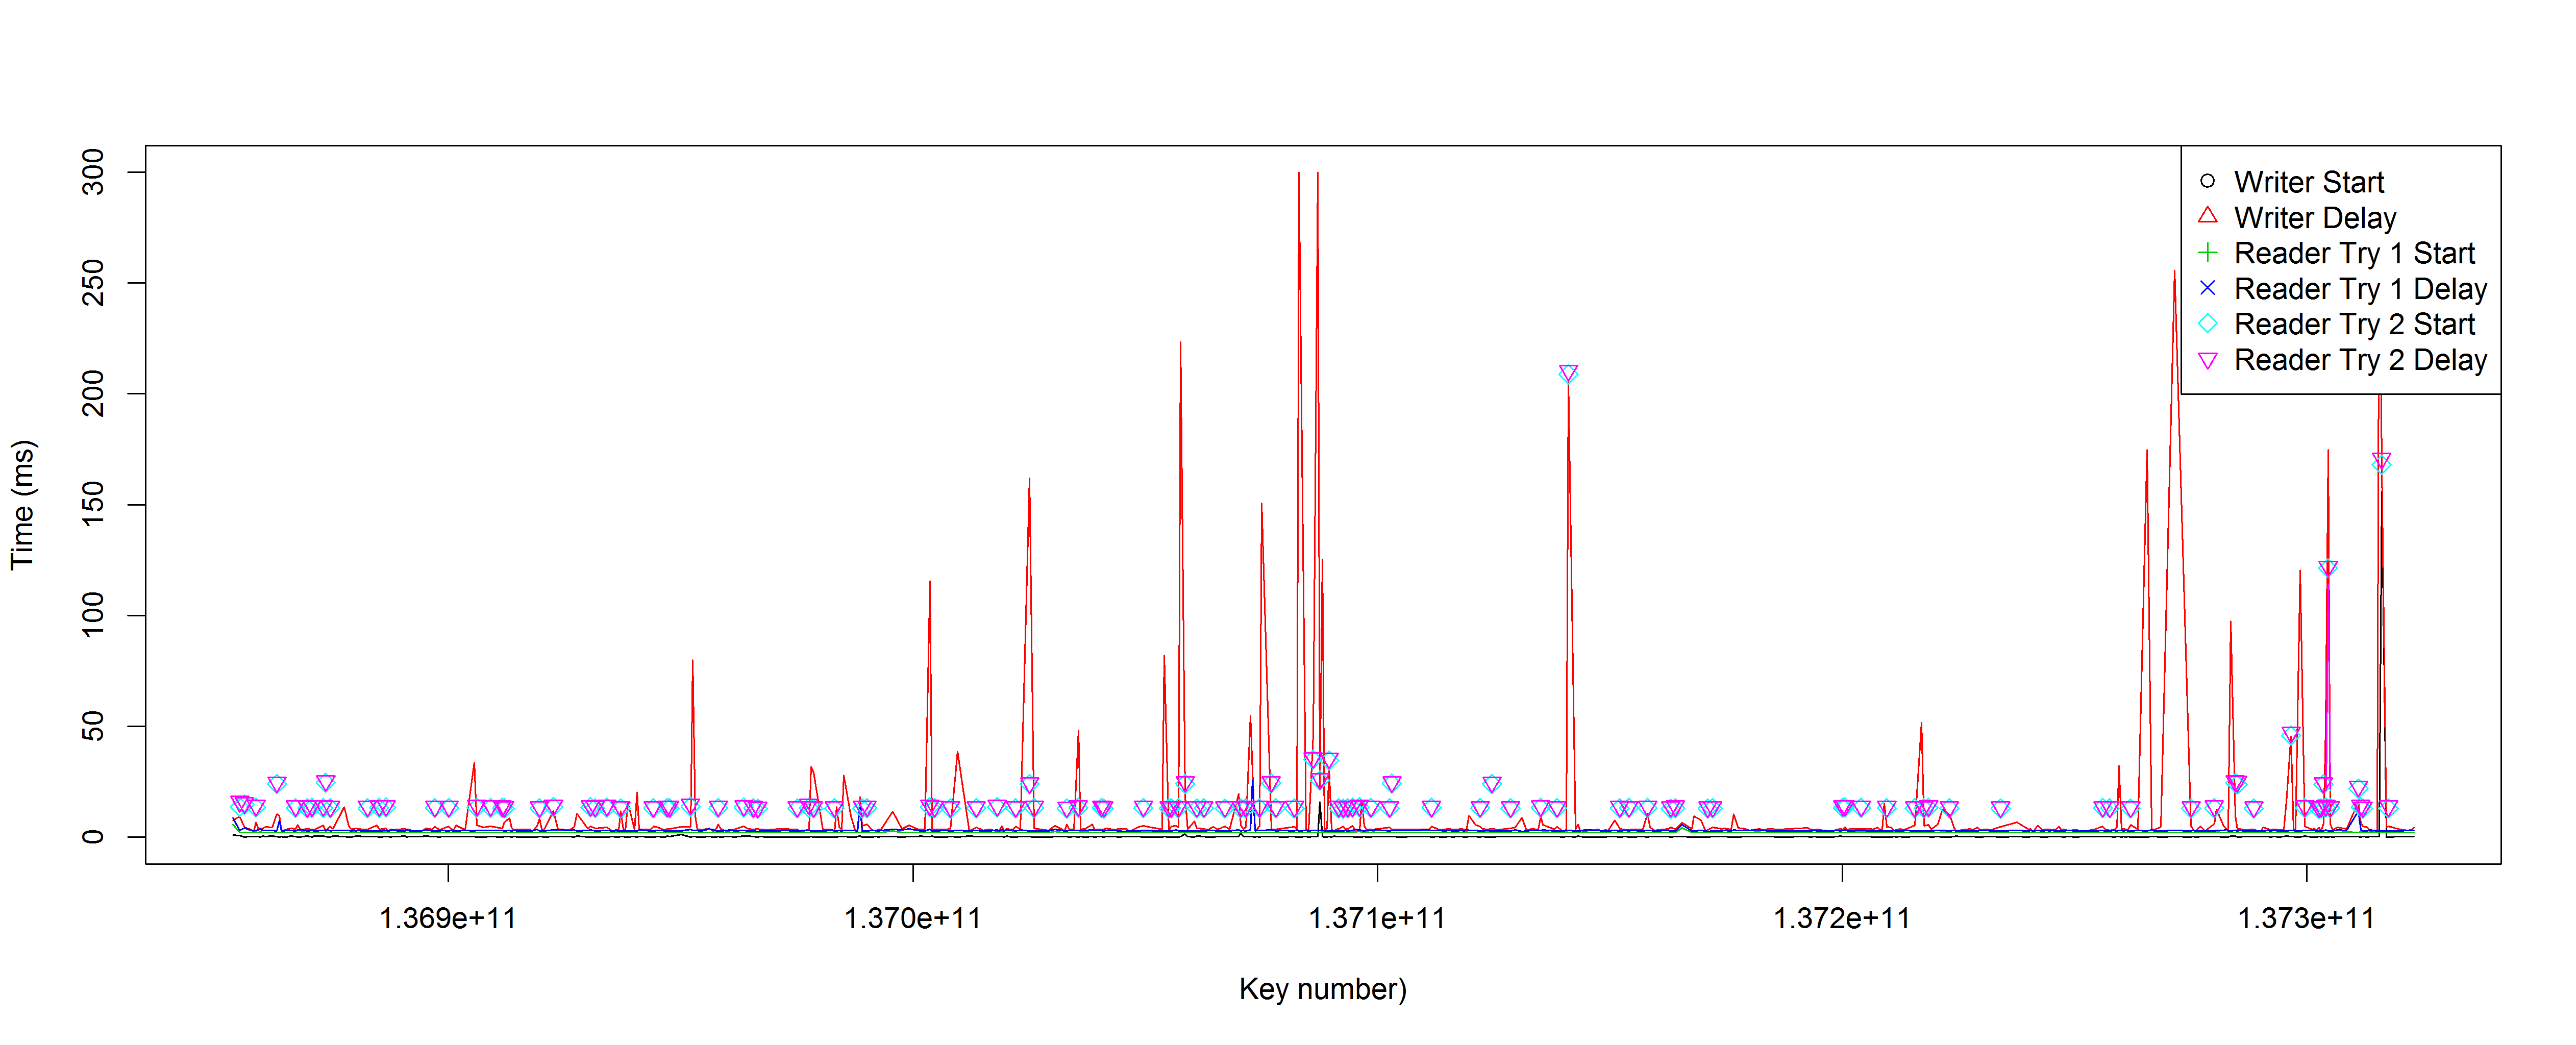 300
250
200
150
100
50
0
Time (ms)
Writer Start
Writer Delay
Reader Try 1 Start
Reader Try 1 Delay
Reader Try 2 Start
Reader Try 2 Delay
1.369e+11 1.370e+11 1.371e+11 1.372e+11 1.373e+11
Key number)